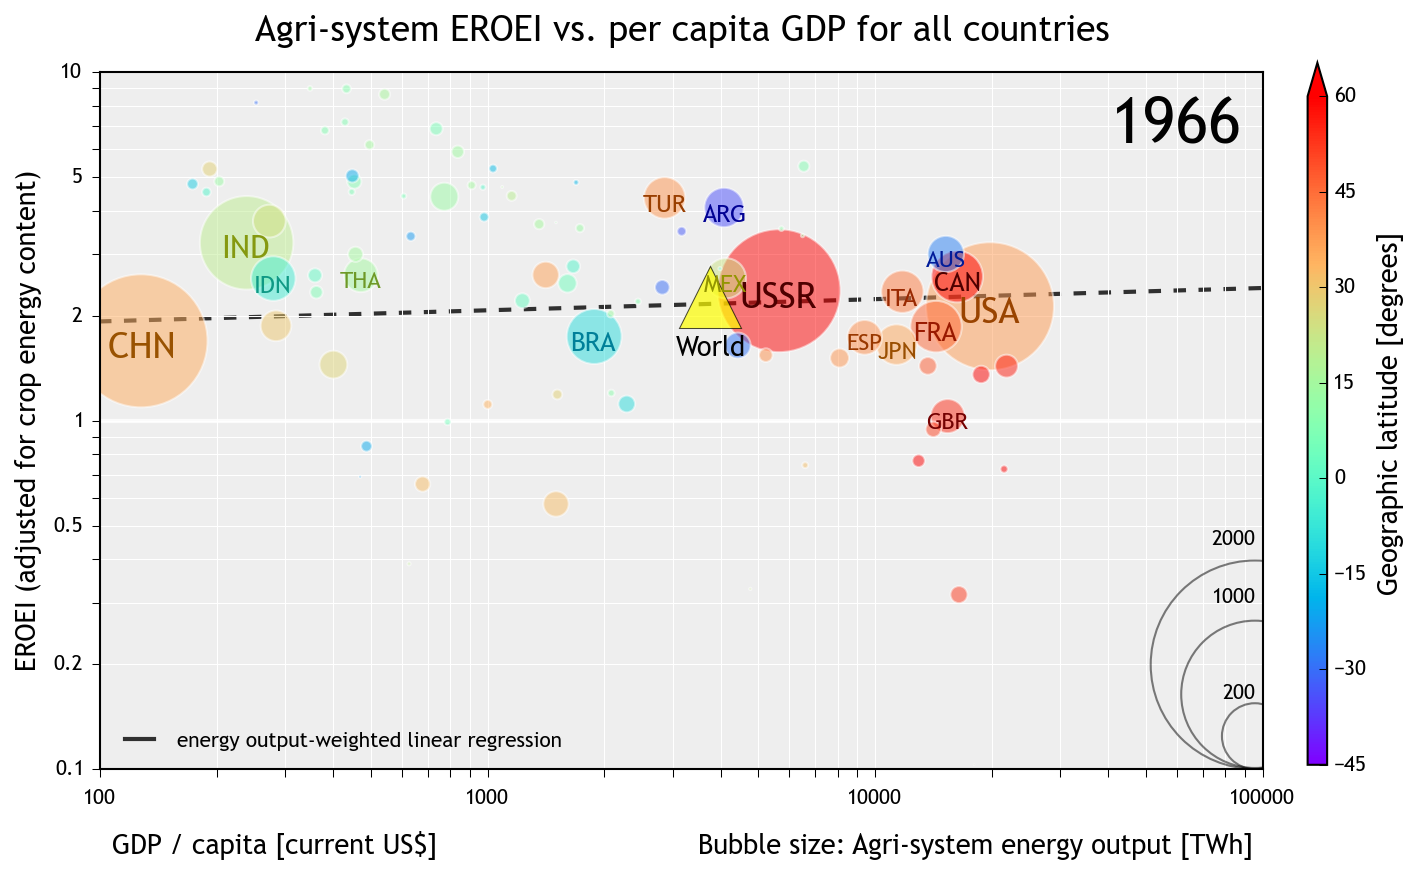 Agri-system EROEI vs. per capita GDP for all countries
1966
EROEI (adjusted for crop energy content)
10
5
2
1
0.5
0.2
0.1
100
1000
10000
100000
GDP / capita [current US$]
Bubble size: Agri-system energy output [TWh]
TUR
ARG
IND
IDN
THA
MEX
USSR
AUS
CAN
ITA
USA
CHN
BRA
World
ESP
JPN
FRA
GBR
2000
1000
200
energy output-weighted linear regression
60
45
30
15
0
−15
−30
−45
Geographic latitude [degrees]